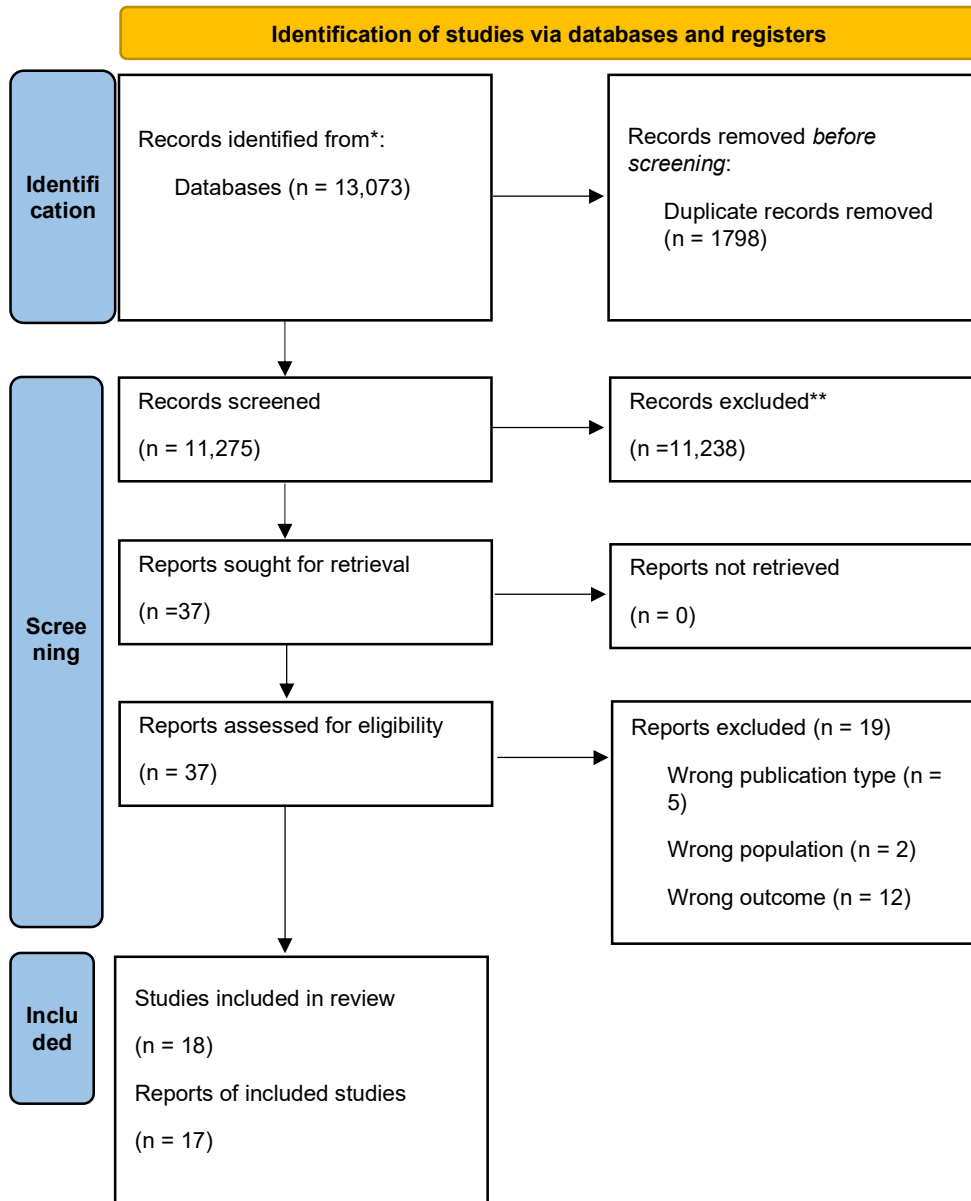 Identification of studies via databases and registers
Identifi
cation
Records identified from*:
Databases (n = 13,073)
Records removed before
screening:
Duplicate records removed
(n = 1798)
Scree
ning
Records screened
(n = 11,275)
Records excluded**
(n =11,238)
Reports sought for retrieval
(n =37)
Reports not retrieved
(n = 0)
Reports assessed for eligibility
(n = 37)
Reports excluded (n = 19)
Wrong publication type (n =
5)
Wrong population (n = 2)
Wrong outcome (n = 12)
Inclu
ded
Studies included in review
(n = 18)
Reports of included studies
(n = 17)